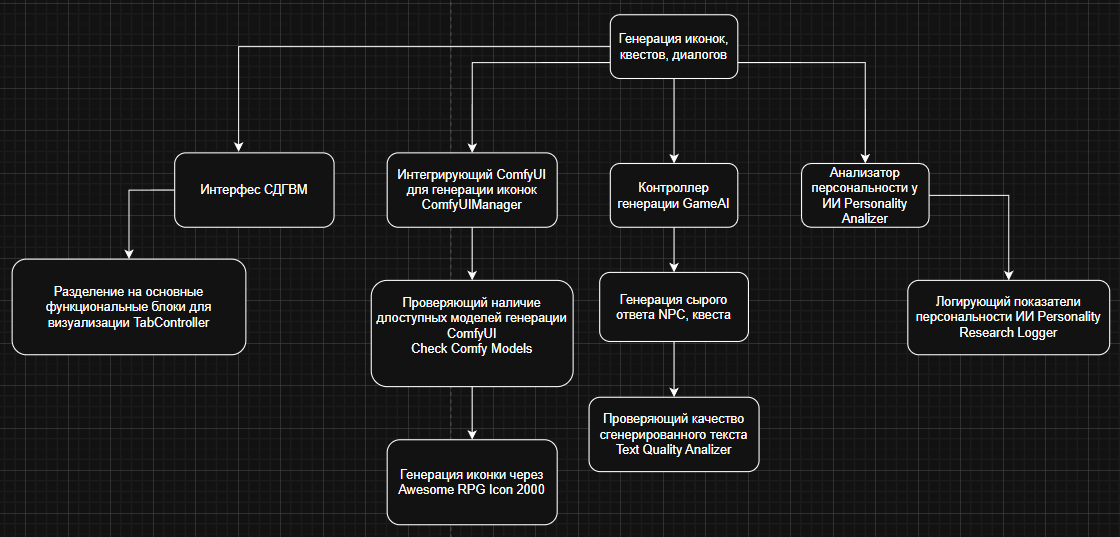 Генерация иконок,
квестов, диалогов
Интерфес СДГВМ
Интегрирующий ComfyUI
для генерации иконок
ComfyUIManager
Контроллер
генерации GameAI
Анализатор
персональности у
ИИ Personality
Analizer
Разделение на основные
функциональные блоки для
визуализации TabController
Проверяющий наличие
длоступных моделей генерации
ComfyUI
Check Comfy Models
Генерация сырого
ответа NPC, квеста
Логирующий показатели
персональности ИИ Personality
Research Logger
Проверяющий качество
сгенерированного текста
Text Quality Analizer
Генерация иконки через
Awesome RPG Icon 2000